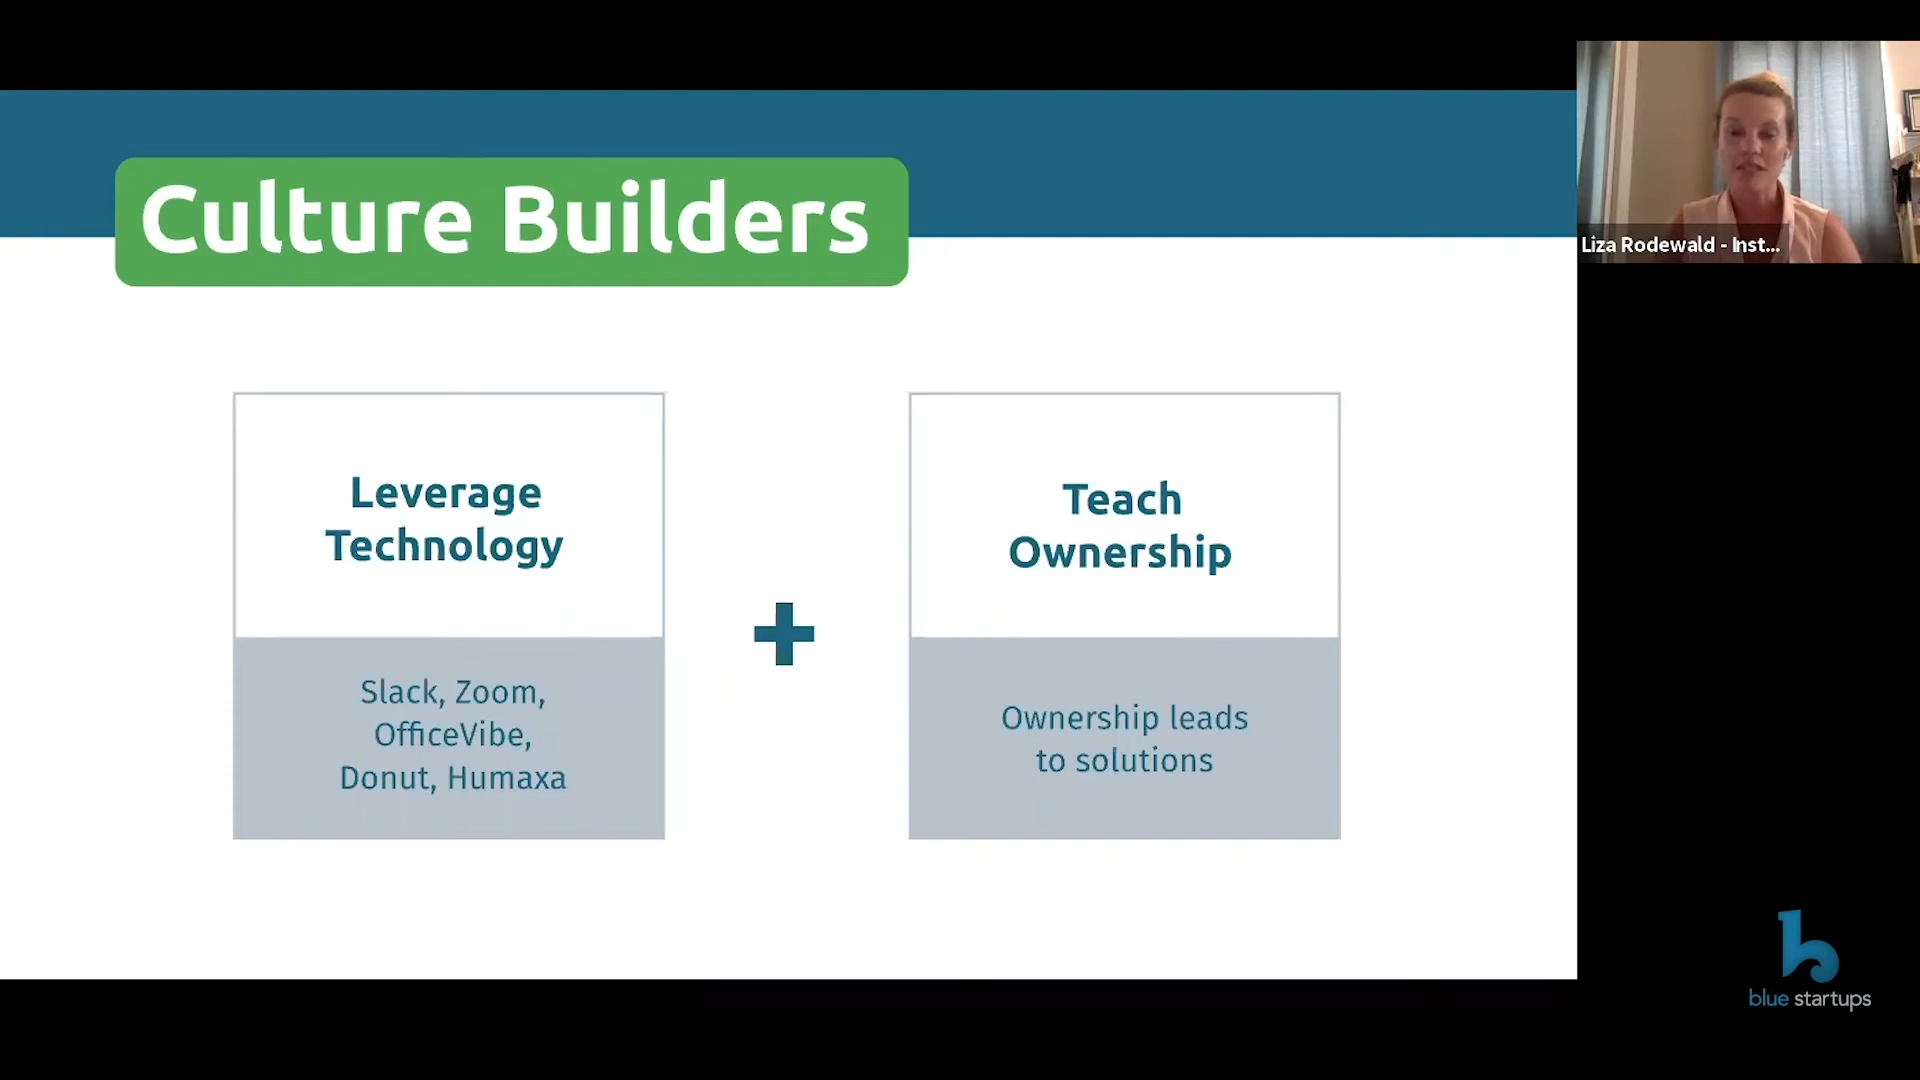 Culture Builders
Leverage
Technology
Slack, Zoom,
OfficeVibe,
Donut, Humaxa
Teach
Ownership
Ownership leads
to solutions
Liza Rodewald - Inst...
blue startups